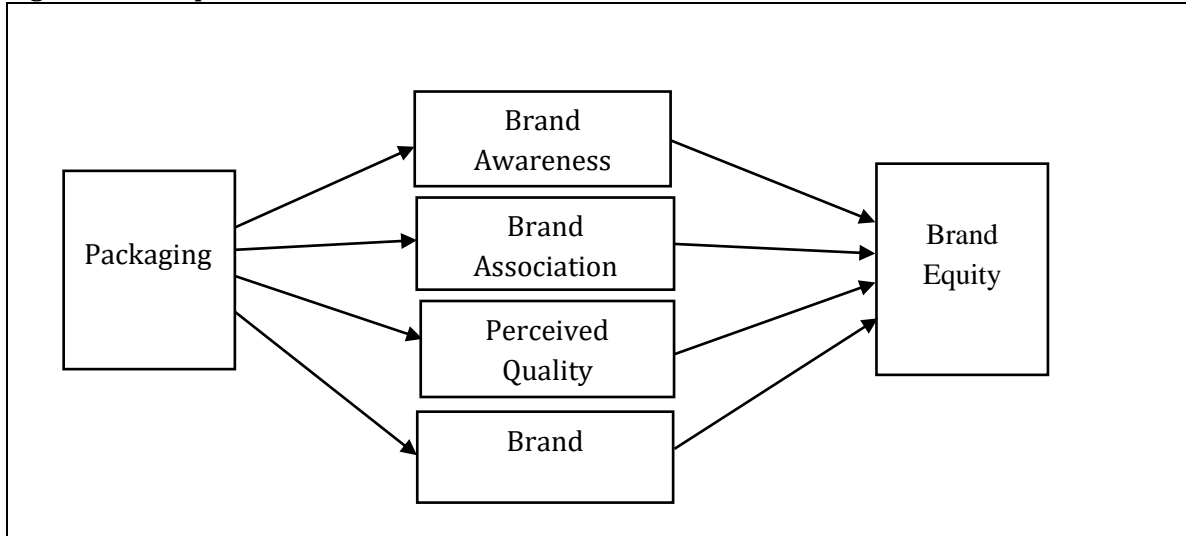 Brand
Awareness
Packaging
Brand
Association
Perceived
Quality
Brand
Brand
Equity